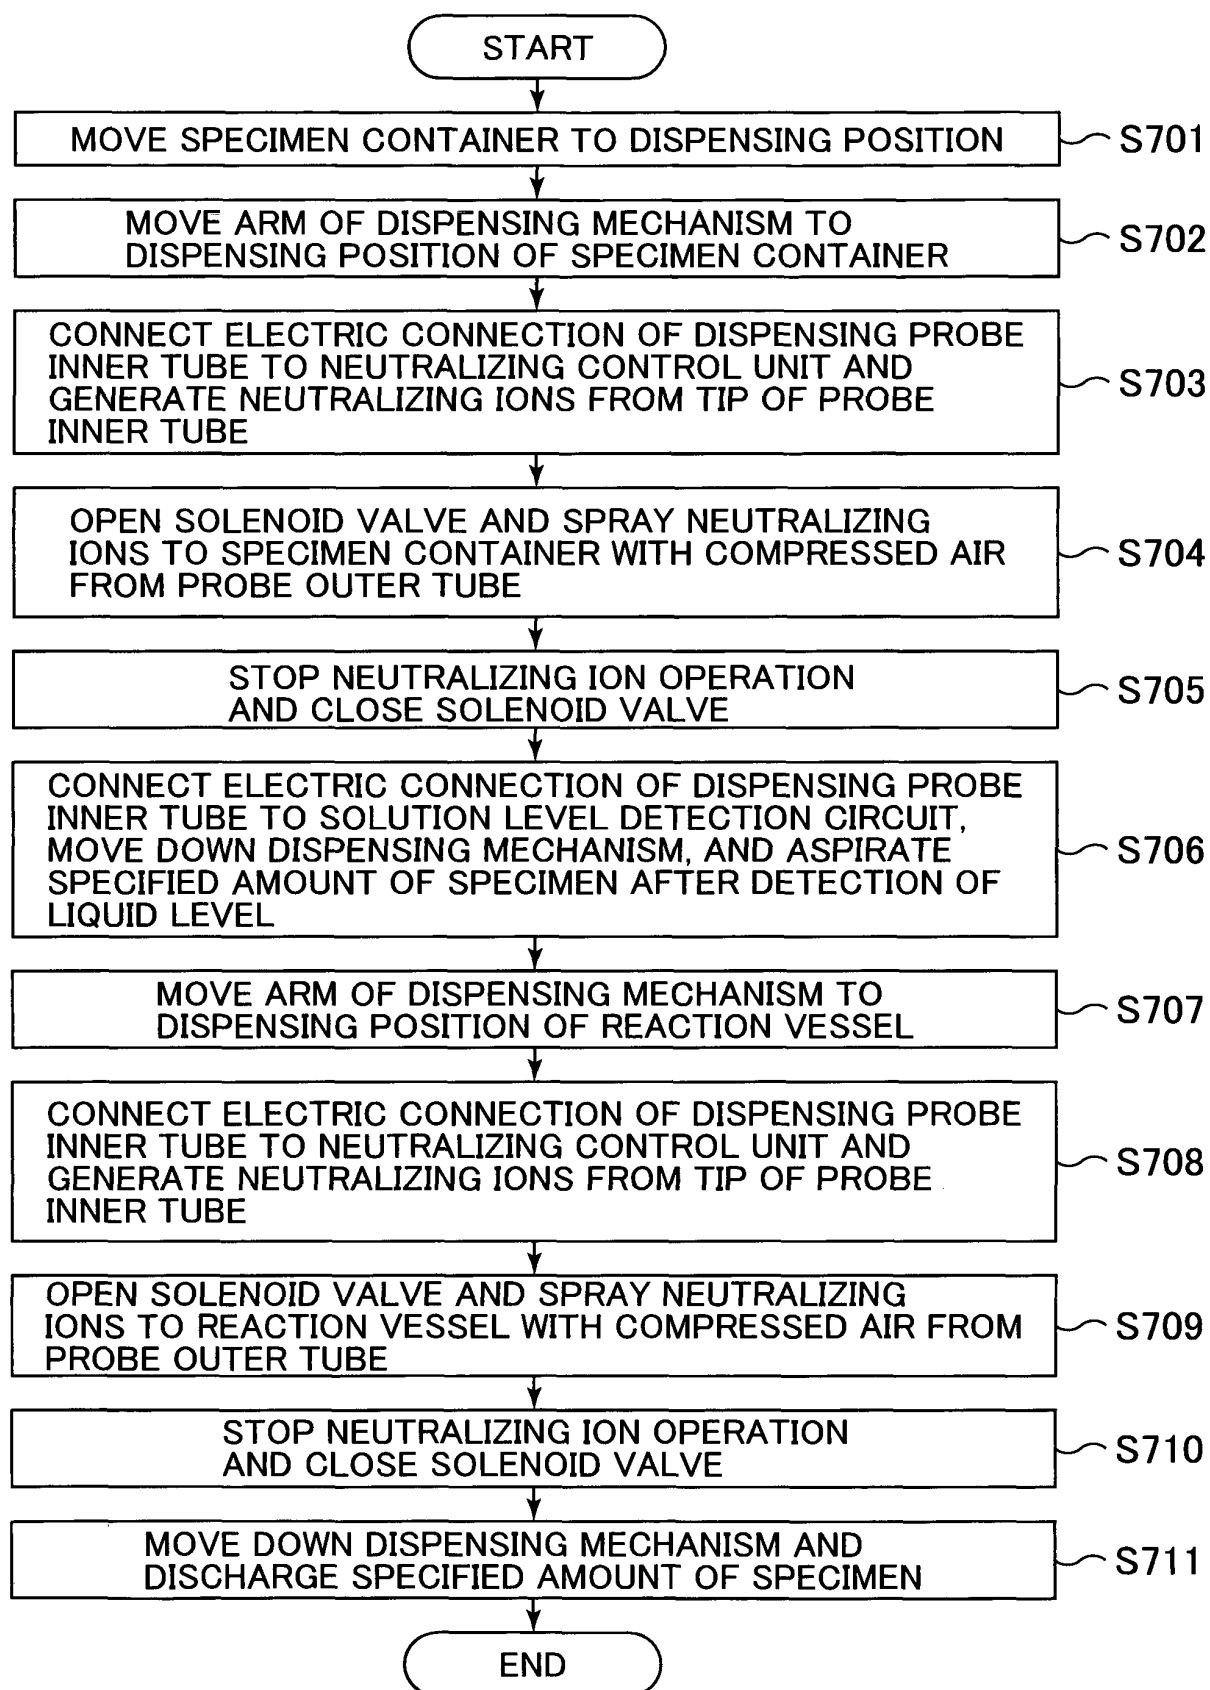 START
MOVE SPECIMEN CONTAINER TO DISPENSING POSITION
S701
MOVE ARM OF DISPENSING MECHANISM TO
DISPENSING POSITION OF SPECIMEN CONTAINER
S702
CONNECT ELECTRIC CONNECTION OF DISPENSING PROBE
INNER TUBE TO NEUTRALIZING CONTROL UNIT AND
GENERATE NEUTRALIZING IONS FROM TIP OF PROBE
INNER TUBE
S703
OPEN SOLENOID VALVE AND SPRAY NEUTRALIZING
IONS TO SPECIMEN CONTAINER WITH COMPRESSED AIR
FROM PROBE OUTER TUBE
S704
STOP NEUTRALIZING ION OPERATION
AND CLOSE SOLENOID VALVE
S705
CONNECT ELECTRIC CONNECTION OF DISPENSING PROBE
INNER TUBE TO SOLUTION LEVEL DETECTION CIRCUIT,
MOVE DOWN DISPENSING MECHANISM, AND ASPIRATE
SPECIFIED AMOUNT OF SPECIMEN AFTER DETECTION OF
LIQUID LEVEL
S706
MOVE ARM OF DISPENSING MECHANISM TO
DISPENSING POSITION OF REACTION VESSEL
S707
CONNECT ELECTRIC CONNECTION OF DISPENSING PROBE
INNER TUBE TO NEUTRALIZING CONTROL UNIT AND
GENERATE NEUTRALIZING IONS FROM TIP OF PROBE
INNER TUBE
S708
OPEN SOLENOID VALVE AND SPRAY NEUTRALIZING
IONS TO REACTION VESSEL WITH COMPRESSED AIR FROM
PROBE OUTER TUBE
S709
STOP NEUTRALIZING ION OPERATION
AND CLOSE SOLENOID VALVE
S710
MOVE DOWN DISPENSING MECHANISM AND
DISCHARGE SPECIFIED AMOUNT OF SPECIMEN
S711
END